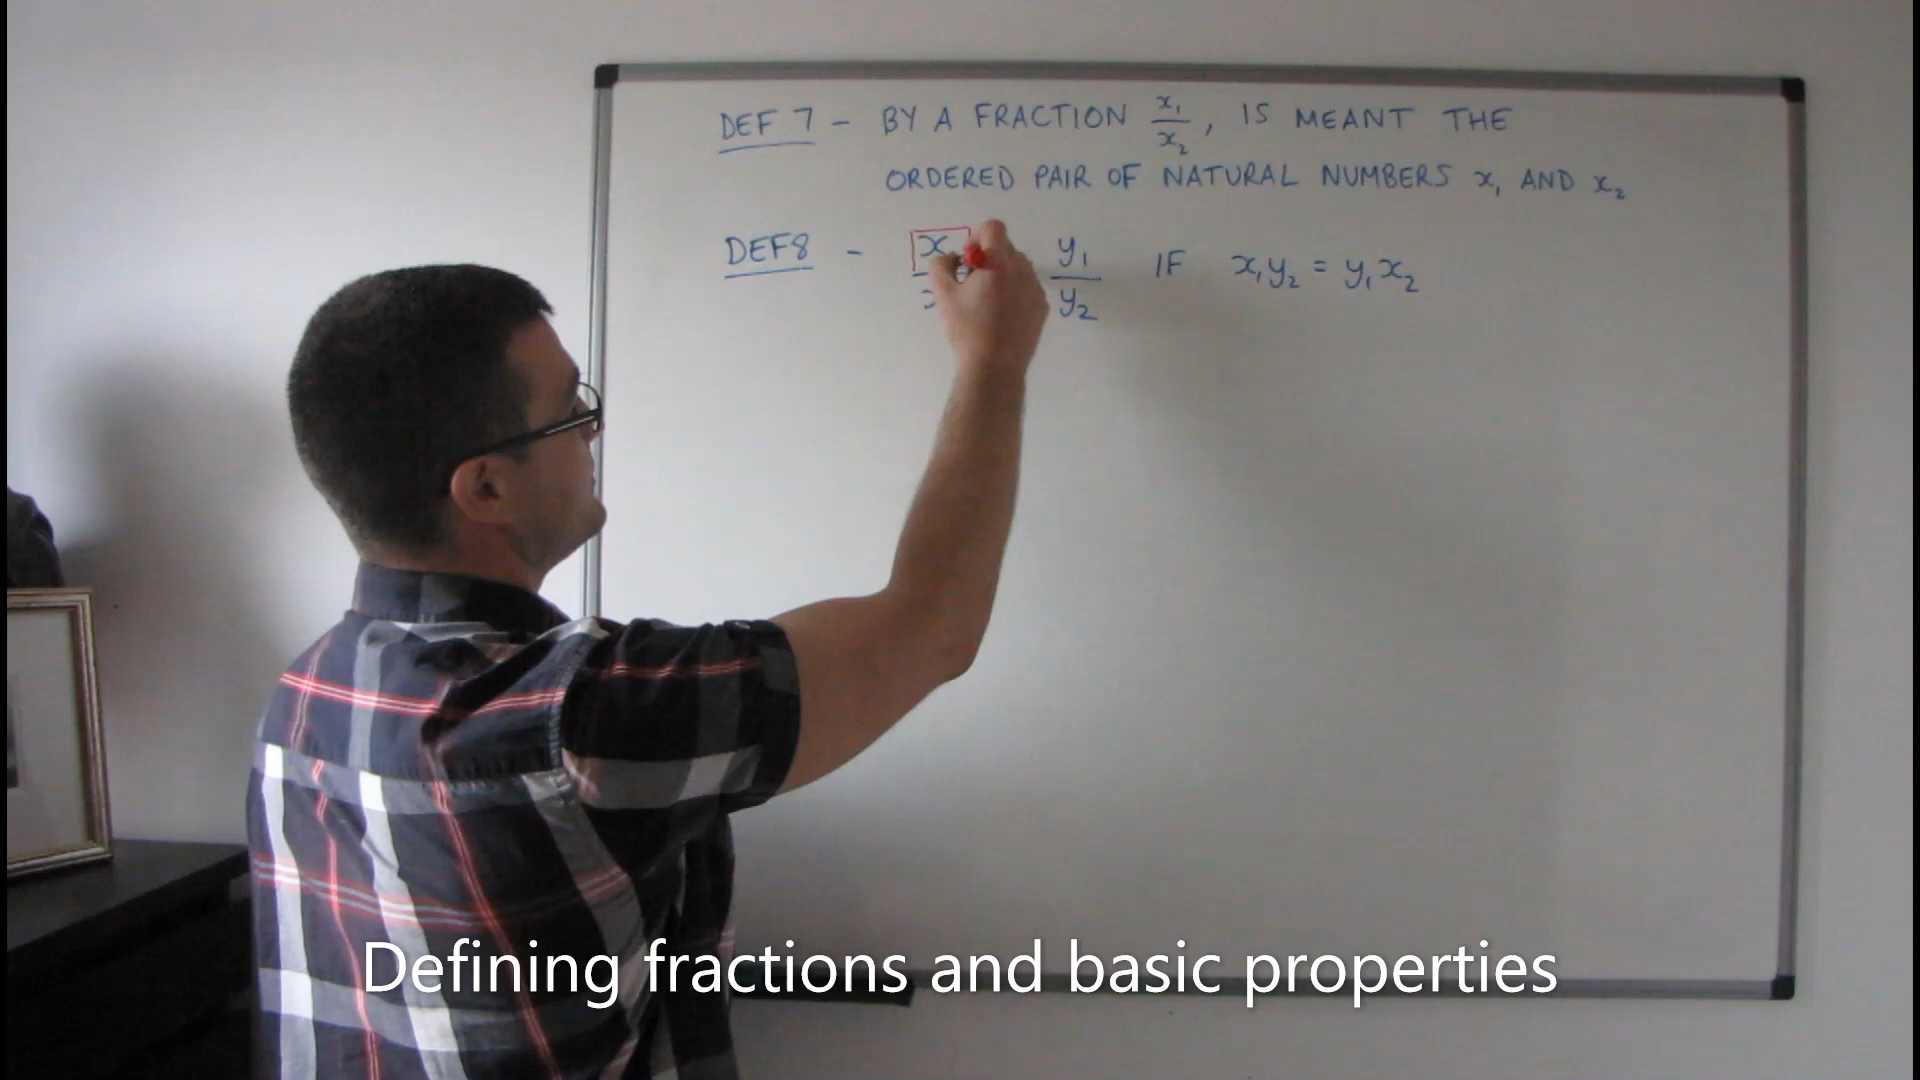 DEF 7 - BY A FRACTION x₁/x₂, IS MEANT THE
ORDERED PAIR OF NATURAL NUMBERS x₁ AND x₂
DEF8 - x y₁/y₂ IF x₁y₂ = y₁x₂
Defining fractions and basic properties